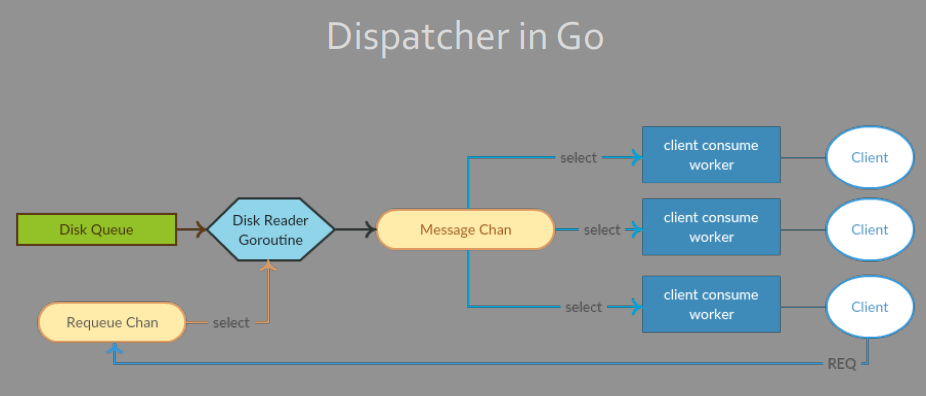 Dispatcher in Go
client consume
worker
Client
select
Disk Queue
Disk Reader
Goroutine
Message Chan
select
client consume
worker
Client
client consume
worker
Client
select
Requeue Chan
select
REQ